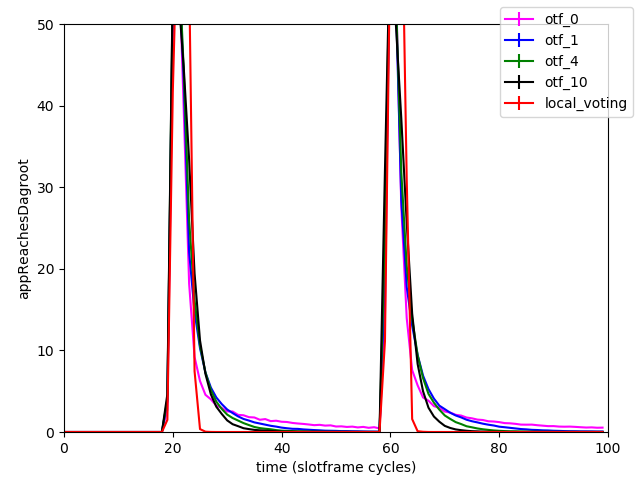 otf_0
otf_1
otf_4
otf_10
local_voting
50
40
30
20
10
0
appReachesDagroot
0 20 40 60 80 100
time (slotframe cycles)